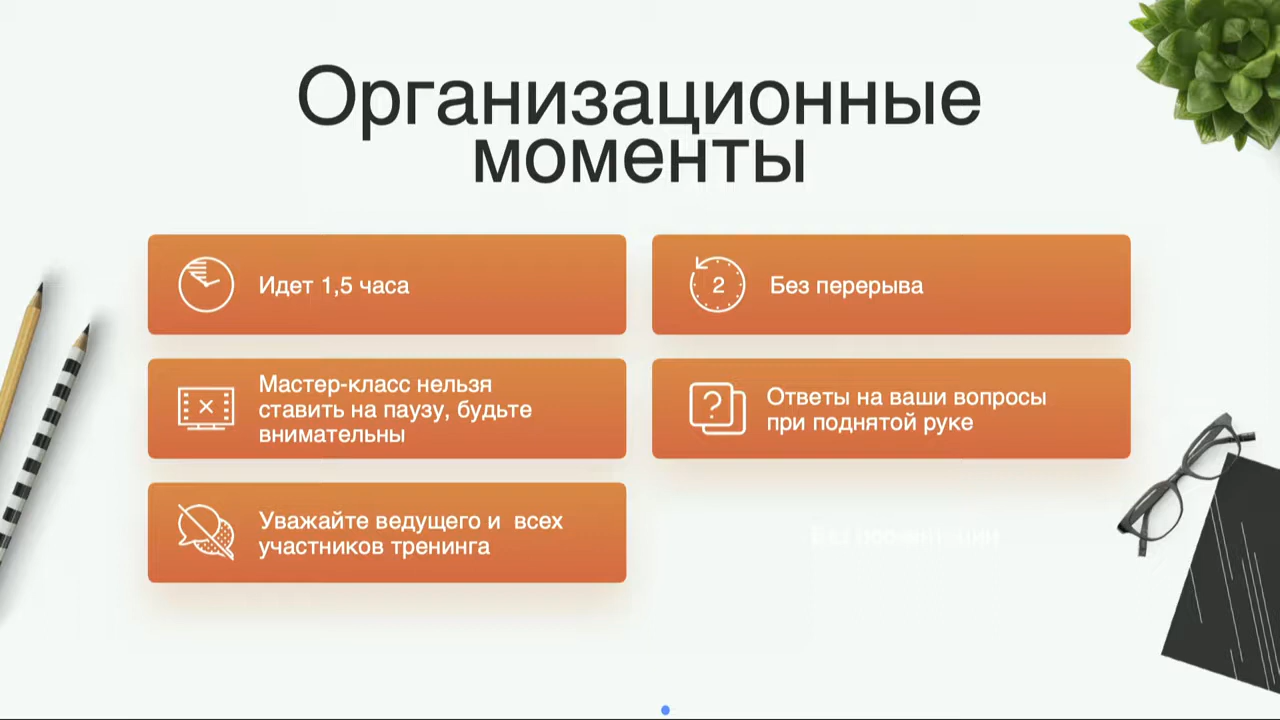 Организационные
моменты
Идет 1,5 часа
2
Без перерыва
Мастер-класс нельзя
ставить на паузу, будьте
внимательны
?
Ответы на ваши вопросы
при поднятой руке
Уважайте ведущего и  всех
участников тренинга